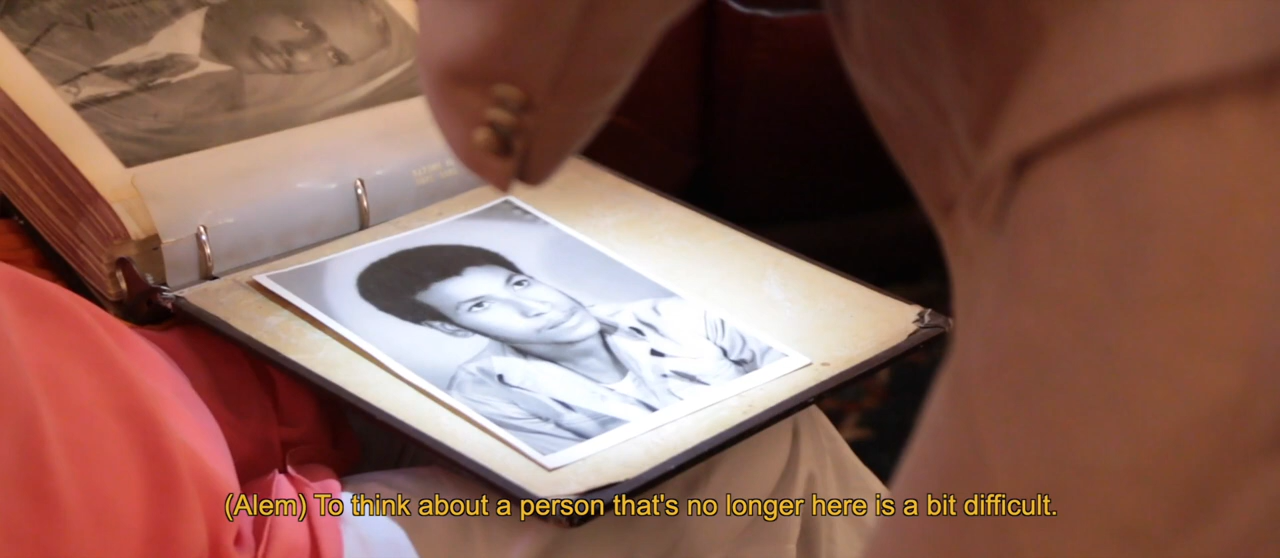 (Alem) To think about a person that's no longer here is a bit difficult.